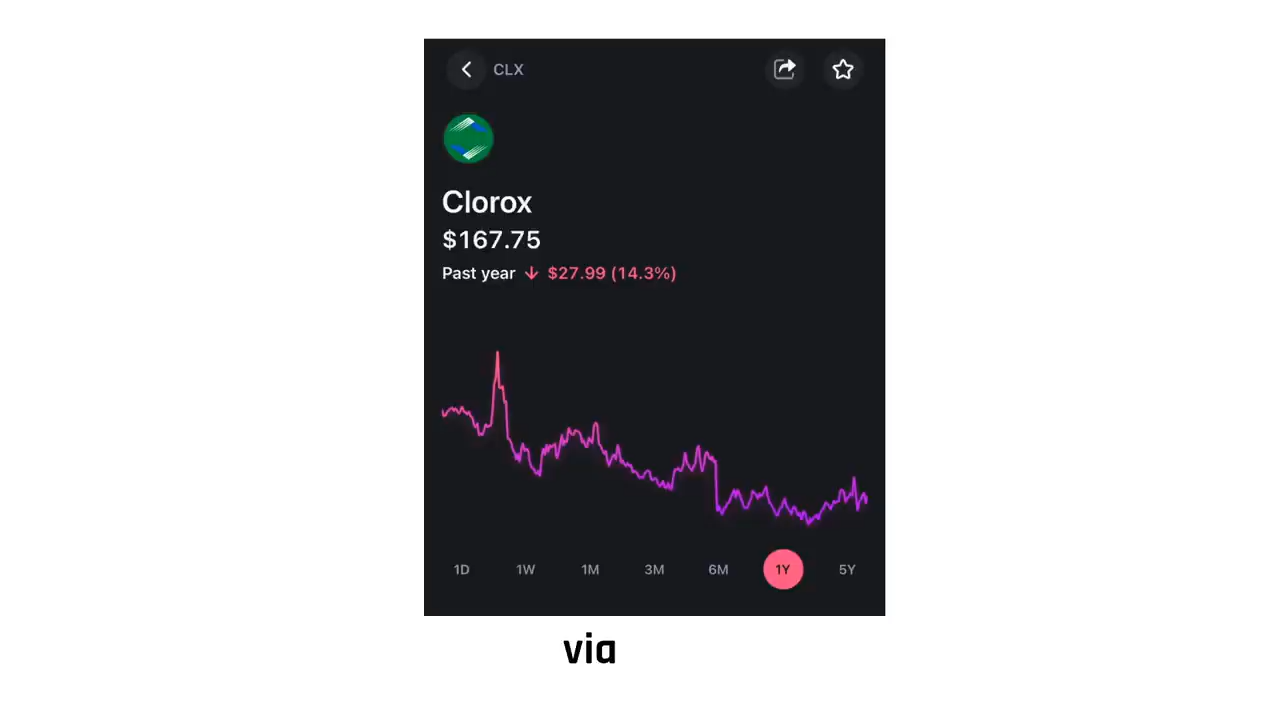 CLX
Clorox
$167.75
Past year ↓ $27.99 (14.3%)
1D 1W 1M 3M 6M 1Y 5Y
via